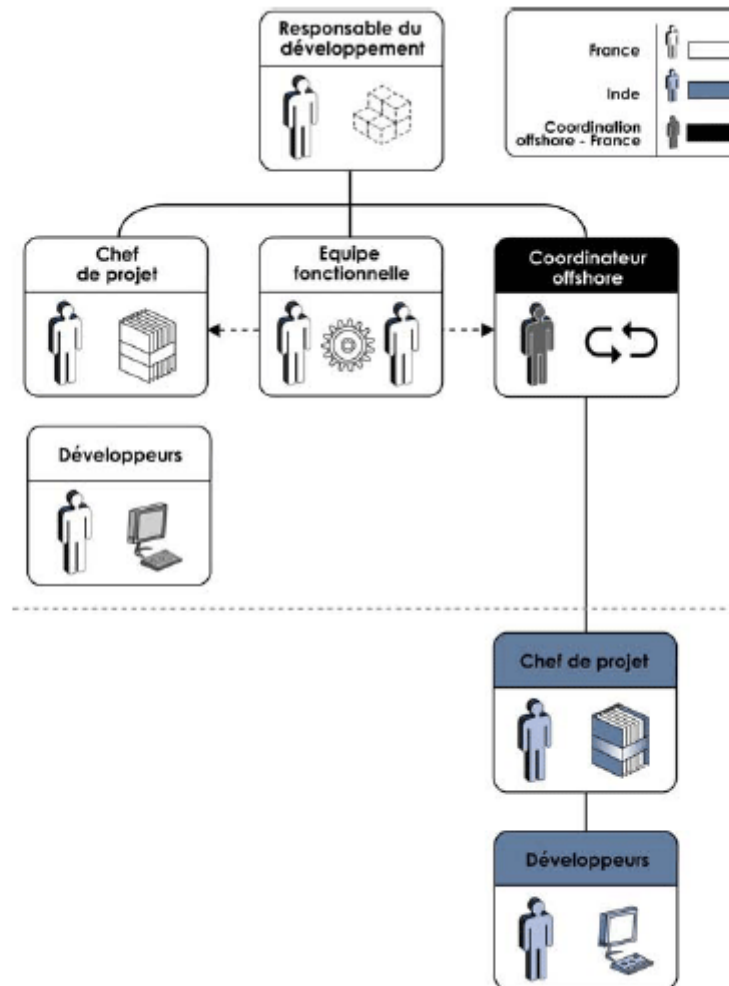 Responsable du
développement
France
Inde
Coordination
offshore - France
Chef
de projet
Equipe
fonctionnelle
Coordinateur
offshore
Développeurs
Chef de projet
Développeurs